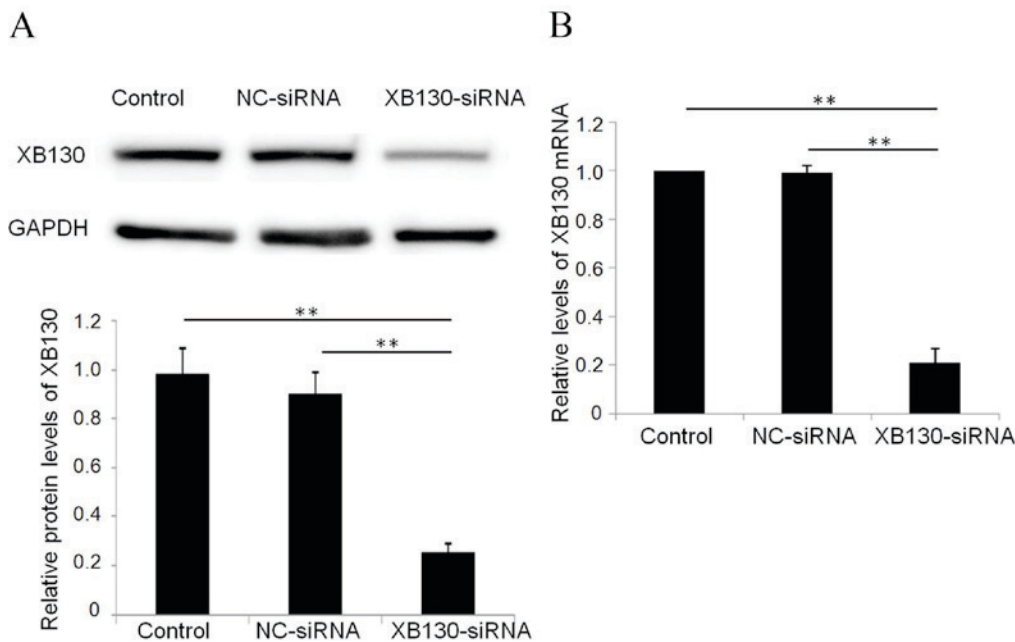 A
Control NC-siRNA XB130-siRNA
XB130
GAPDH
Relative protein levels of XB130
1.2
1.0
0.8
0.6
0.4
0.2
0
**
**
Control NC-siRNA XB130-siRNA
B
Relative levels of XB130 mRNA
1.2
1.0
0.8
0.6
0.4
0.2
0
**
**
Control NC-siRNA XB130-siRNA